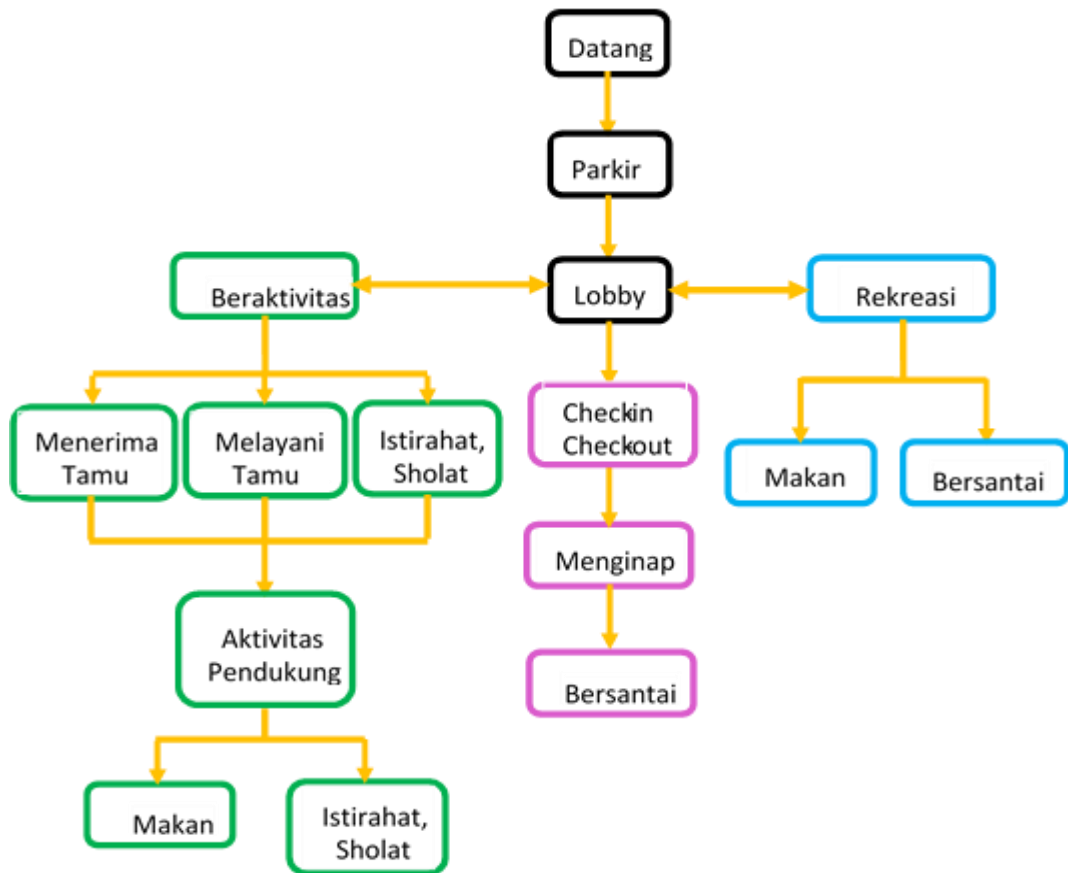 Datang
Parkir
Beraktivitas
Lobby
Rekreasi
Menerima
Tamu
Melayani
Tamu
Istirahat,
Sholat
Checkin
Checkout
Makan
Bersantai
Menginap
Aktivitas
Pendukung
Bersantai
Makan
Istirahat,
Sholat